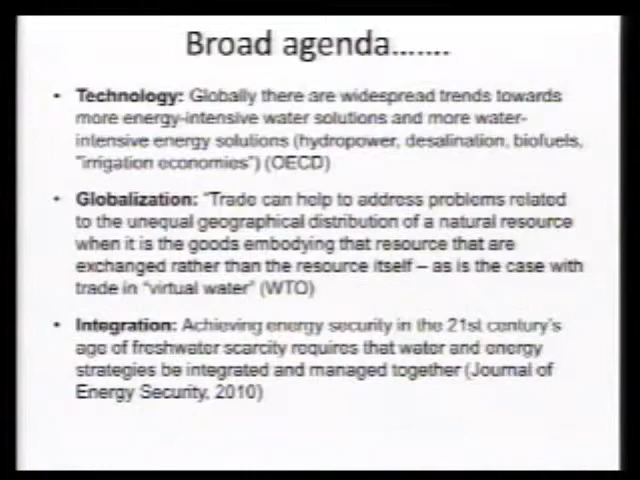 Broad agenda.......
• Technology: Globally there are widespread trends towards
more energy-intensive water solutions and more water-
intensive energy solutions (hydropower, desalination, biofuels,
"irrigation economies") (OECD)
• Globalization: "Trade can help to address problems related
to the unequal geographical distribution of a natural resource
when it is the goods embodying that resource that are
exchanged rather than the resource itself – as is the case with
trade in "virtual water" (WTO)
• Integration: Achieving energy security in the 21st century's
age of freshwater scarcity requires that water and energy
strategies be integrated and managed together (Journal of
Energy Security, 2010)